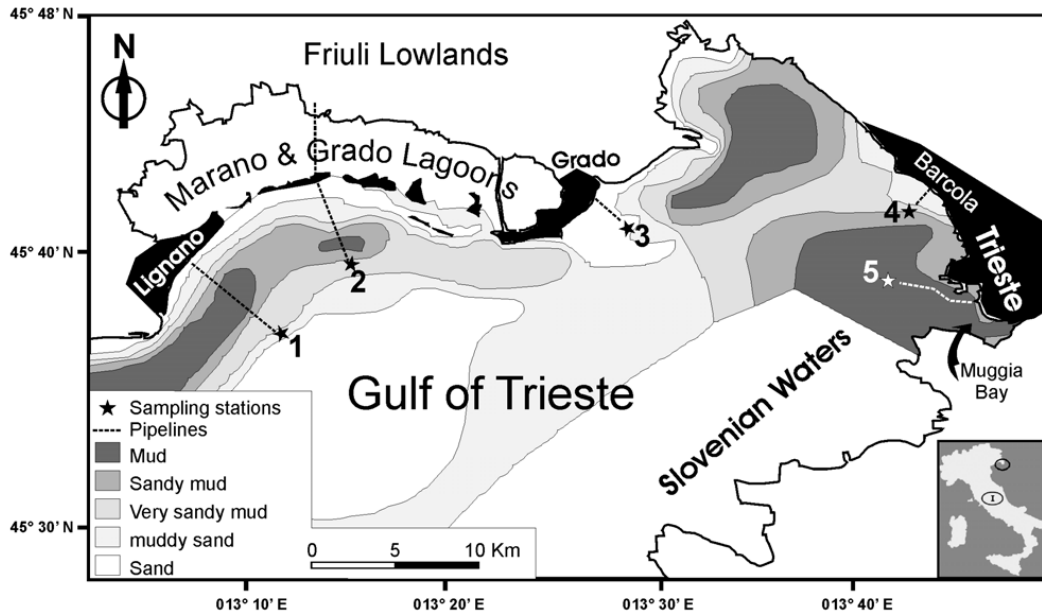 45° 48' N
N
Friuli Lowlands
Marano & Grado Lagoons
Grado
Barcola
45° 40' N
Lignano
3
4
Trieste
2
5
1
Muggia
Bay
Gulf of Trieste
Slovenian Waters
Sampling stations
Pipelines
Mud
Sandy mud
Very sandy mud
muddy sand
Sand
45° 30' N
0 5 10 Km
I
013° 10' E 013° 20' E 013° 30' E 013° 40' E